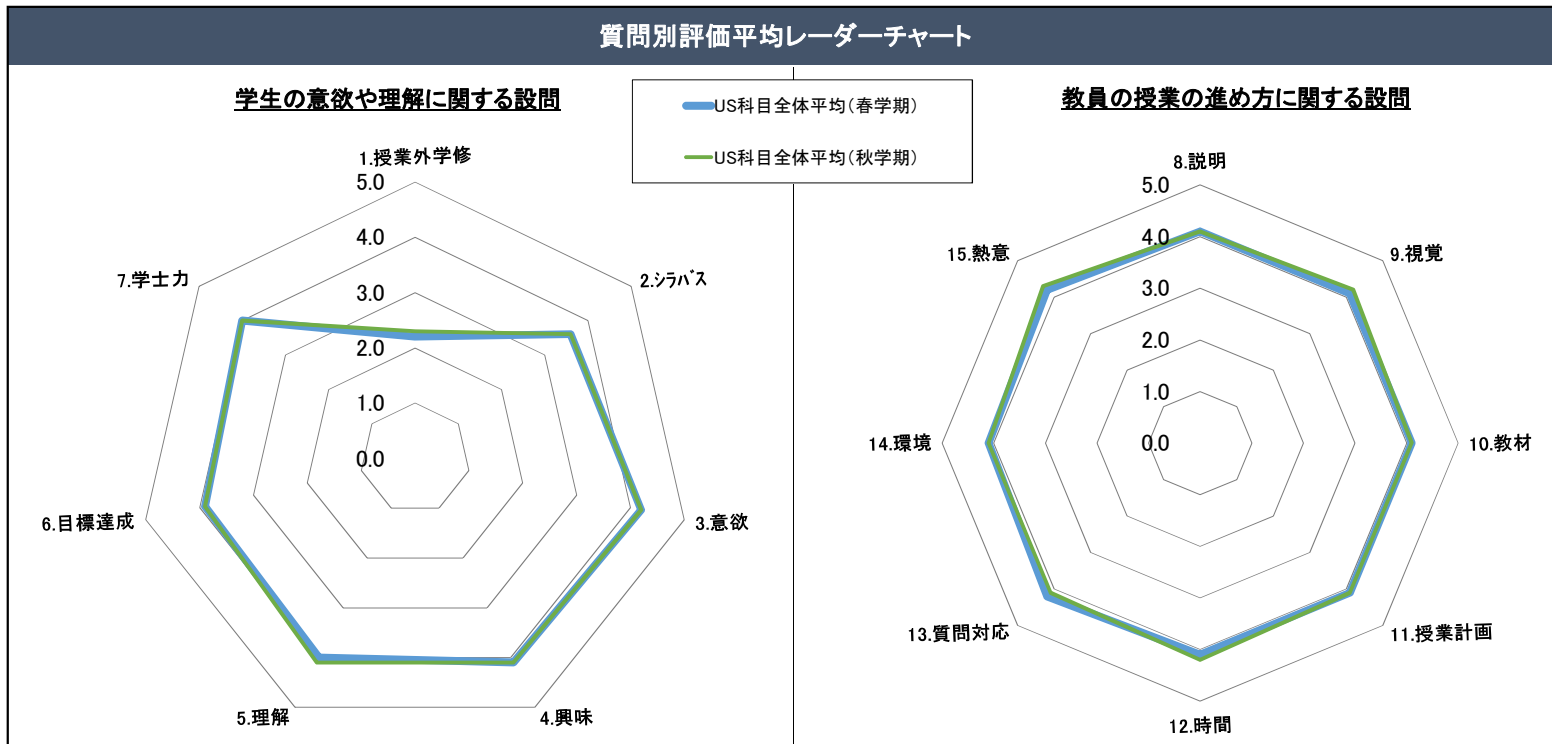 質問別評価平均レーダーチャート
学生の意欲や理解に関する設問
US科目全体平均(春学期)
US科目全体平均(秋学期)
教員の授業の進め方に関する設問
1.授業外学修
5.0
4.0
3.0
2.0
1.0
0.0
2.シラバス
3.意欲
4.興味
5.理解
6.目標達成
7.学士力
8.説明
5.0
4.0
3.0
2.0
1.0
0.0
9.視覚
10.教材
11.授業計画
12.時間
13.質問対応
14.環境
15.熱意